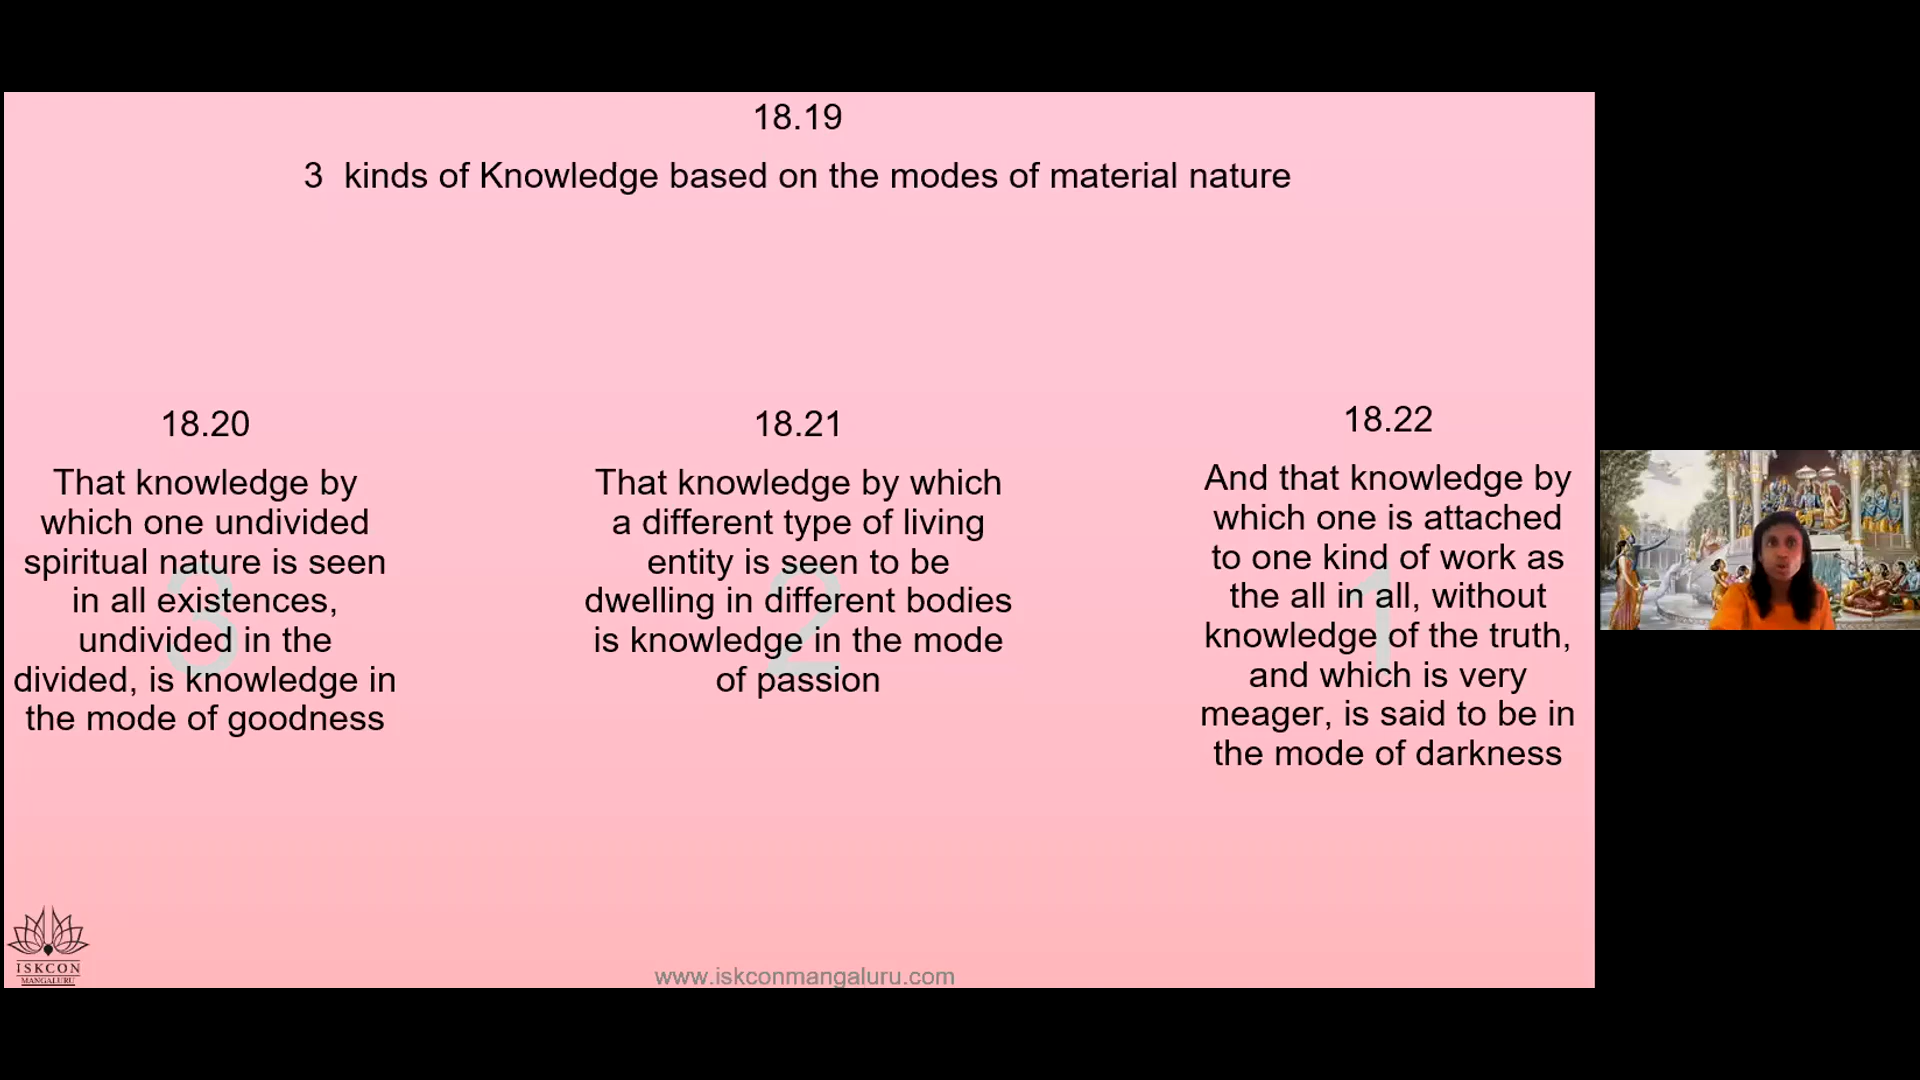 18.19
3 kinds of Knowledge based on the modes of material nature
18.20
That knowledge by
which one undivided
spiritual nature is seen
in all existences,
undivided in the
divided, is knowledge in
the mode of goodness
3
18.21
That knowledge by which
a different type of living
entity is seen to be
dwelling in different bodies
is knowledge in the mode
of passion
2
18.22
And that knowledge by
which one is attached
to one kind of work as
the all in all, without
knowledge of the truth,
and which is very
meager, is said to be in
the mode of darkness
1
ISKCON
MANGALURU
www.iskconmangaluru.com